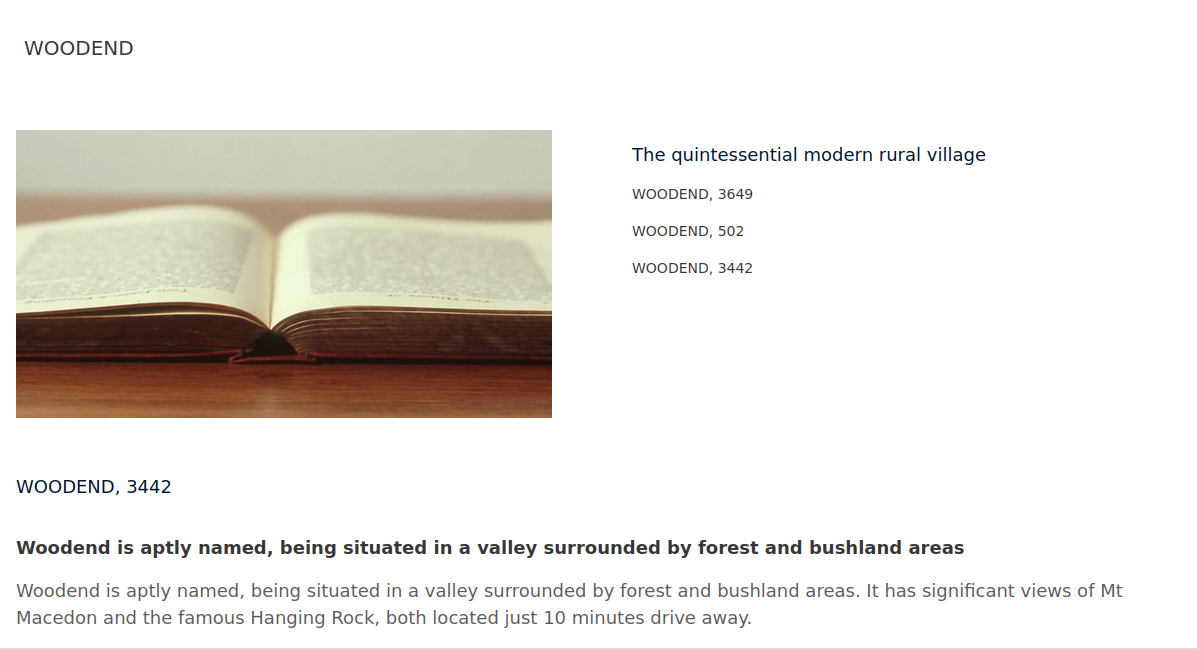 WOODEND
The quintessential modern rural village
WOODEND, 3649
WOODEND, 502
WOODEND, 3442
WOODEND, 3442
Woodend is aptly named, being situated in a valley surrounded by forest and bushland areas
Woodend is aptly named, being situated in a valley surrounded by forest and bushland areas. It has significant views of Mt
Macedon and the famous Hanging Rock, both located just 10 minutes drive away.